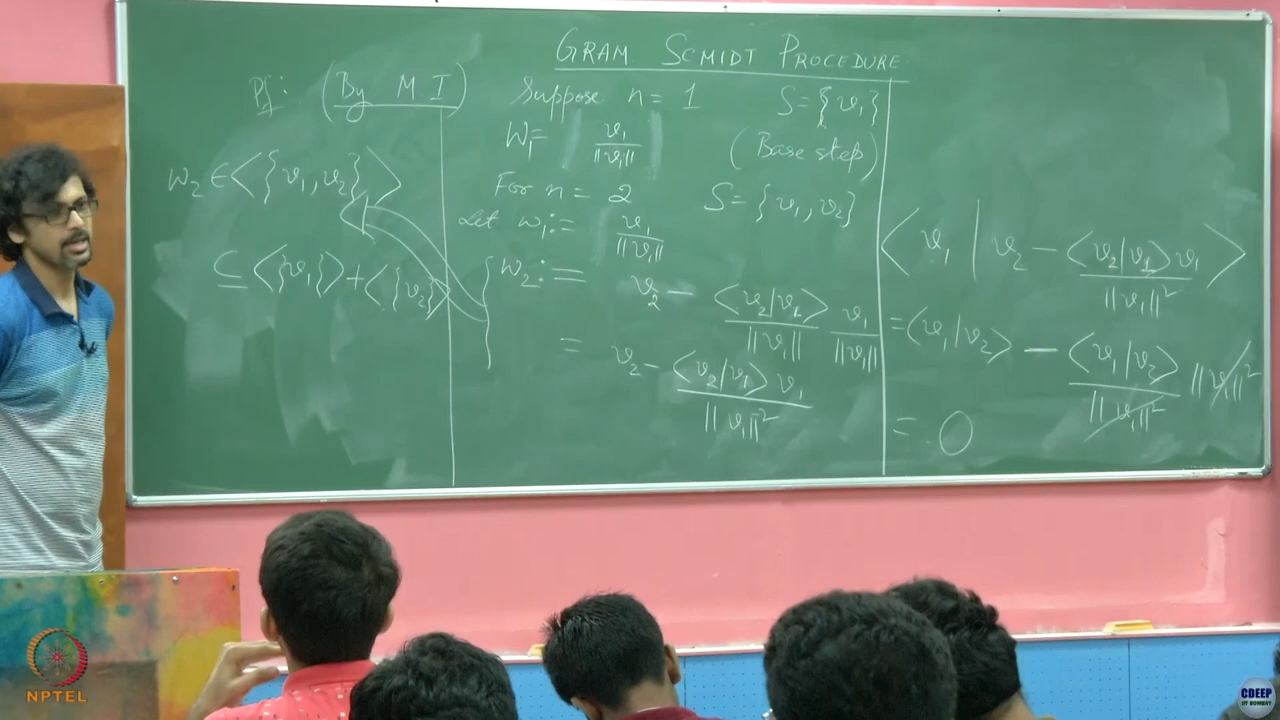 GRAM SCMIDT PROCEDURE
Pf: (By M I)
w₂ ∈ <{v₁, v₂}>
⊆ <{v₁}> + <{v₂}>
Suppose n = 1 S = {v₁}
W₁ = v₁/||v₁|| (Base step)
For n = 2 S = {v₁, v₂}
Let w₁ := v₁/||v₁||
w₂ := v₂ - <v₂|v₁>/||v₁|| v₁/||v₁||
= v₂ - <v₂|v₁> v₁/||v₁||²
<v₁ | v₂ - <v₂|v₁> v₁/||v₁||²>
= <v₁|v₂> - <v₁|v₂>/||v₁||² ||v₁||²
= 0
NPTEL
CDEEP
IIT BOMBAY